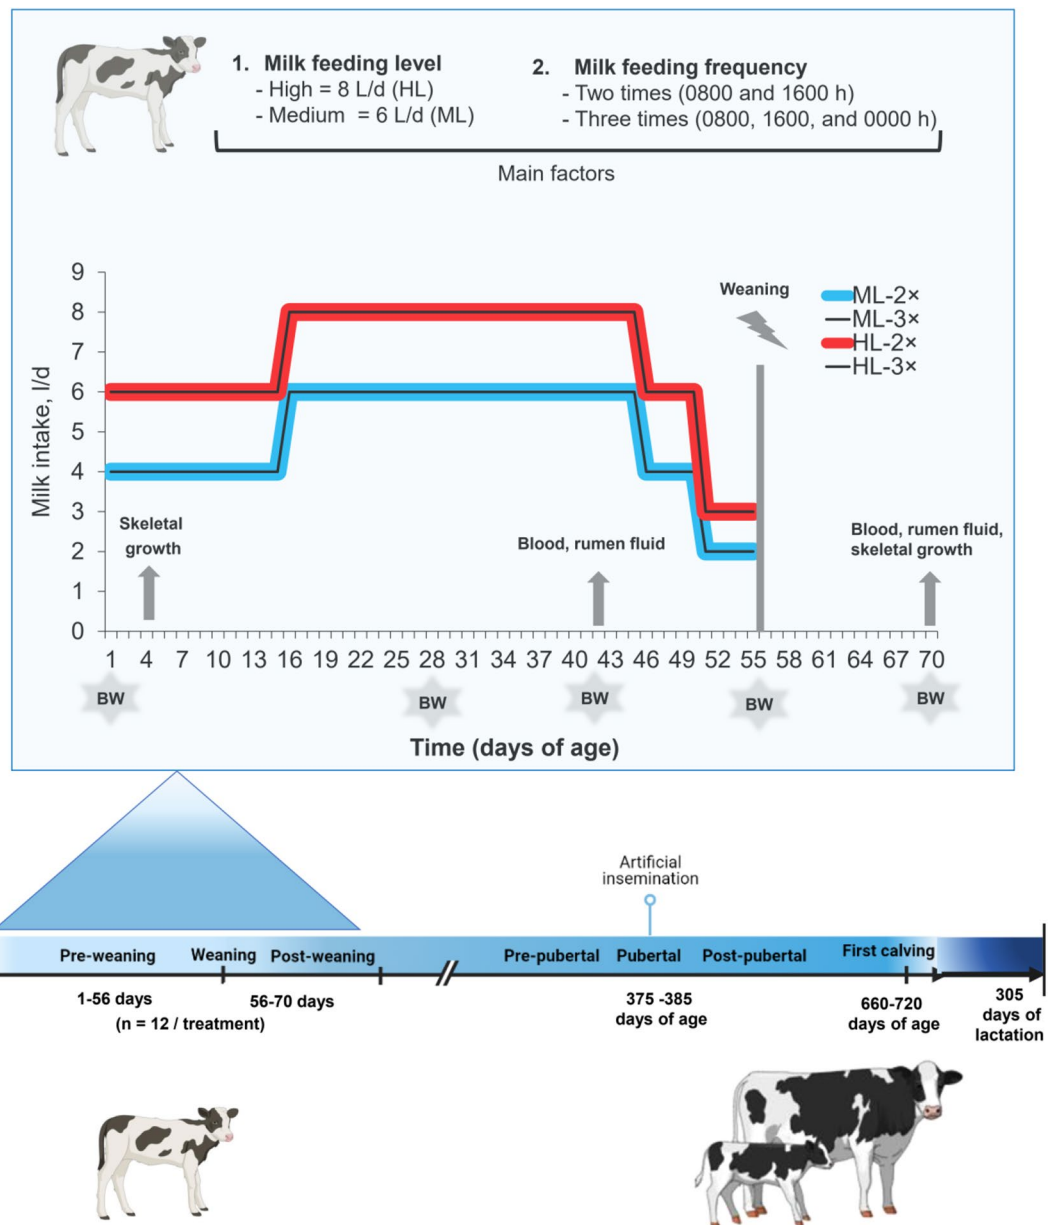 1. Milk feeding level
- High = 8 L/d (HL)
- Medium = 6 L/d (ML)
2. Milk feeding frequency
- Two times (0800 and 1600 h)
- Three times (0800, 1600, and 0000 h)
Main factors
Milk intake, l/d
9
8
7
6
5
4
3
2
1
0
Weaning
ML-2×
ML-3×
HL-2×
HL-3×
Skeletal
growth
Blood, rumen fluid
Blood, rumen fluid,
skeletal growth
1 4 7 10 13 16 19 22 25 28 31 34 37 40 43 46 49 52 55 58 61 64 67 70
BW BW BW BW BW
Time (days of age)
Artificial
insemination
Pre-weaning Weaning Post-weaning Pre-pubertal Pubertal Post-pubertal First calving
1-56 days
(n = 12 / treatment)
56-70 days
375 -385
days of age
660-720
days of age
305
days of
lactation